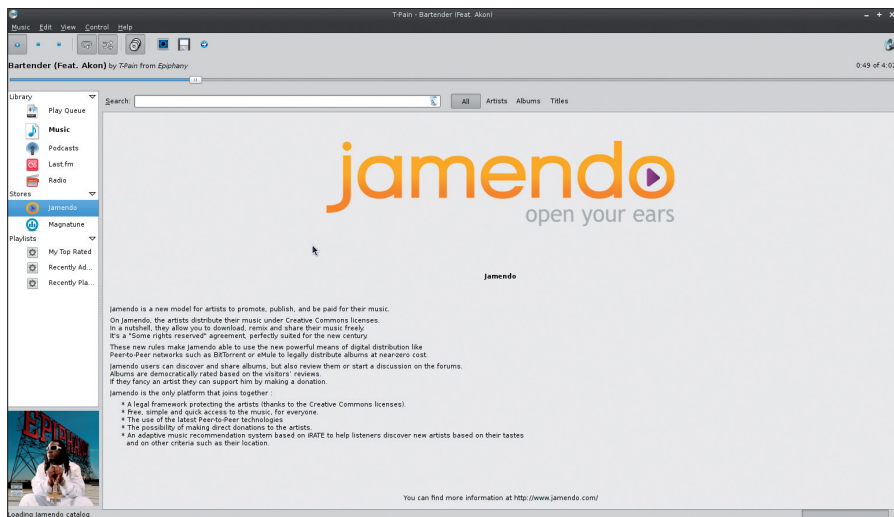 T-Pain - Bartender (Feat. Akon)
Music Edit View Control Help
Bartender (Feat. Akon) by T-Pain from Epiphany
0:49 of 4:02
Library
Play Queue
Music
Podcasts
Last.fm
Radio
Stores
Jamendo
Magnatune
Playlists
My Top Rated
Recently Ad...
Recently Pla...
Search:
All Artists Albums Titles
jamendo
open your ears
Jamendo
Jamendo is a new model for artists to promote, publish, and be paid for their music.
On Jamendo, the artists distribute their music under Creative Commons licenses.
In a nutshell, they allow you to download, remix and share their music freely.
It's a "Some rights reserved" agreement, perfectly suited for the new century.
These new rules make Jamendo able to use the new powerful means of digital distribution like
Peer-to-Peer networks such as BitTorrent or eMule to legally distribute albums at near-zero cost.
Jamendo users can discover and share albums, but also review them or start a discussion on the forums.
Albums are democratically rated based on the visitors' reviews.
If they fancy an artist they can support him by making a donation.
Jamendo is the only platform that joins together :
* A legal framework protecting the artists (thanks to the Creative Commons licenses).
* Free, simple and quick access to the music, for everyone.
* The use of the latest Peer-to-Peer technologies
* The possibility of making direct donations to the artists.
* An adaptive music recommendation system based on iRATE to help listeners discover new artists based on their tastes
and on other criteria such as their location.
You can find more information at http://www.jamendo.com/
EPIPHANY
Loading Jamendo catalog